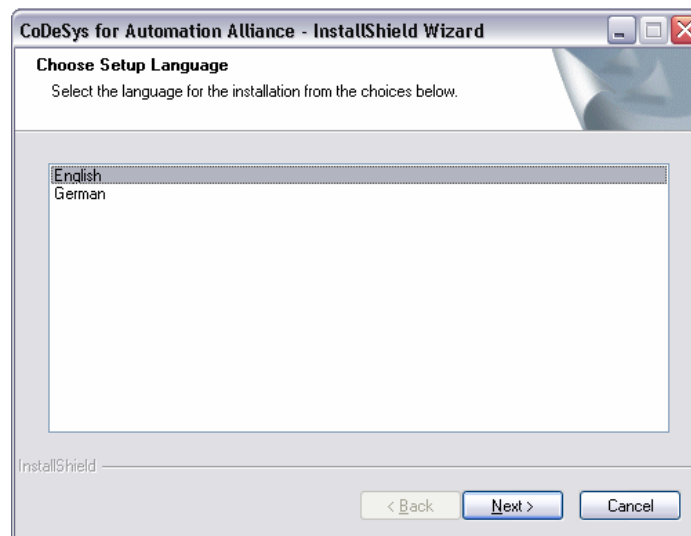 CoDeSys for Automation Alliance - InstallShield Wizard
Choose Setup Language
Select the language for the installation from the choices below.
English
German
InstallShield
< Back
Next >
Cancel